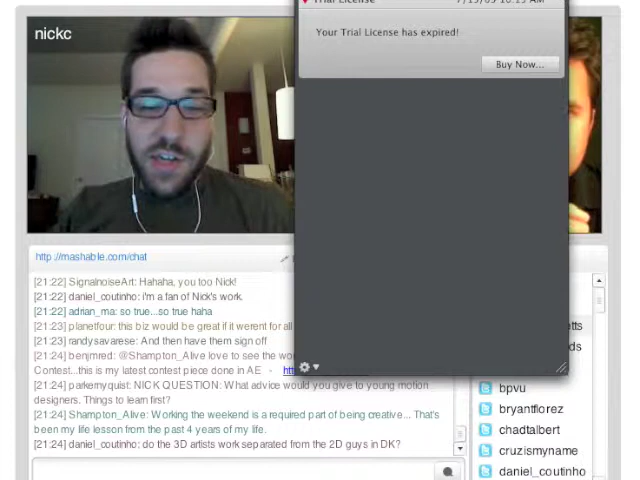 Trial License 7/13/09 10:15 AM
nickc
Your Trial License has expired!
Buy Now...
http://mashable.com/chat
[21:22] SignalnoiseArt: Hahaha, you too Nick!
[21:22] daniel_coutinho: i'm a fan of Nick's work.
[21:22] adrian_ma: so true...so true haha
[21:23] planetfour: this biz would be great if it werent for all
[21:23] randysavarese: And then have them sign off
[21:24] benjmred: @Shampton_Alive love to see the
Contest...this is my latest contest piece done in AE -
[21:24] parkemyquist: NICK QUESTION: What advice would you give to young motion
designers. Things to learn first?
[21:24] Shampton_Alive: Working the weekend is a required part of being creative... That's
been my life lesson from the past 4 years of my life.
[21:24] daniel_coutinho: do the 3D artists work separated from the 2D guys in DK?
bpvu
bryantflorez
chadtalbert
cruzismyname
daniel_coutinho